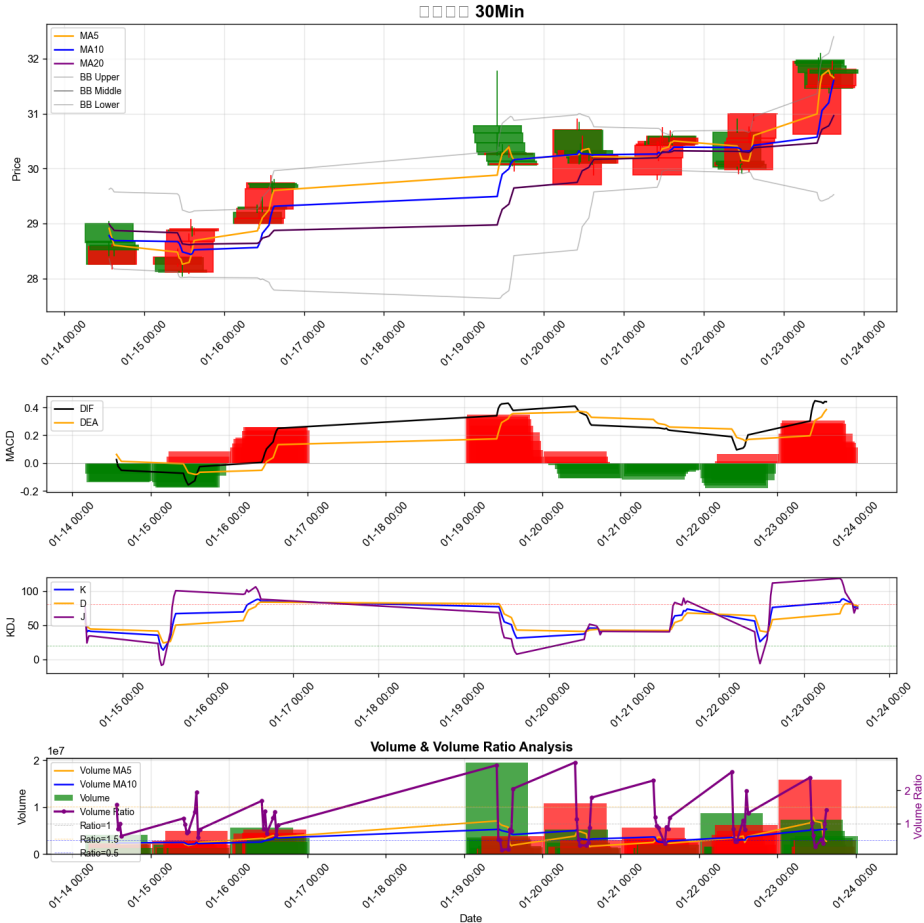 30Min
MA5
MA10
MA20
BB Upper
BB Middle
BB Lower
Price
32
31
30
29
28
01-14 00:00
01-15 00:00
01-16 00:00
01-17 00:00
01-18 00:00
01-19 00:00
01-20 00:00
01-21 00:00
01-22 00:00
01-23 00:00
01-24 00:00
DIF
DEA
MACD
0.4
0.2
0.0
-0.2
01-14 00:00
01-15 00:00
01-16 00:00
01-17 00:00
01-18 00:00
01-19 00:00
01-20 00:00
01-21 00:00
01-22 00:00
01-23 00:00
01-24 00:00
K
D
J
KDJ
100
50
0
01-15 00:00
01-16 00:00
01-17 00:00
01-18 00:00
01-19 00:00
01-20 00:00
01-21 00:00
01-22 00:00
01-23 00:00
01-24 00:00
Volume & Volume Ratio Analysis
1e7
Volume MA5
Volume MA10
Volume
Volume Ratio
Ratio=1
Ratio=1.5
Ratio=0.5
Volume
2
1
0
Volume Ratio
2
1
01-14 00:00
01-15 00:00
01-16 00:00
01-17 00:00
01-18 00:00
01-19 00:00
01-20 00:00
01-21 00:00
01-22 00:00
01-23 00:00
01-24 00:00
Date